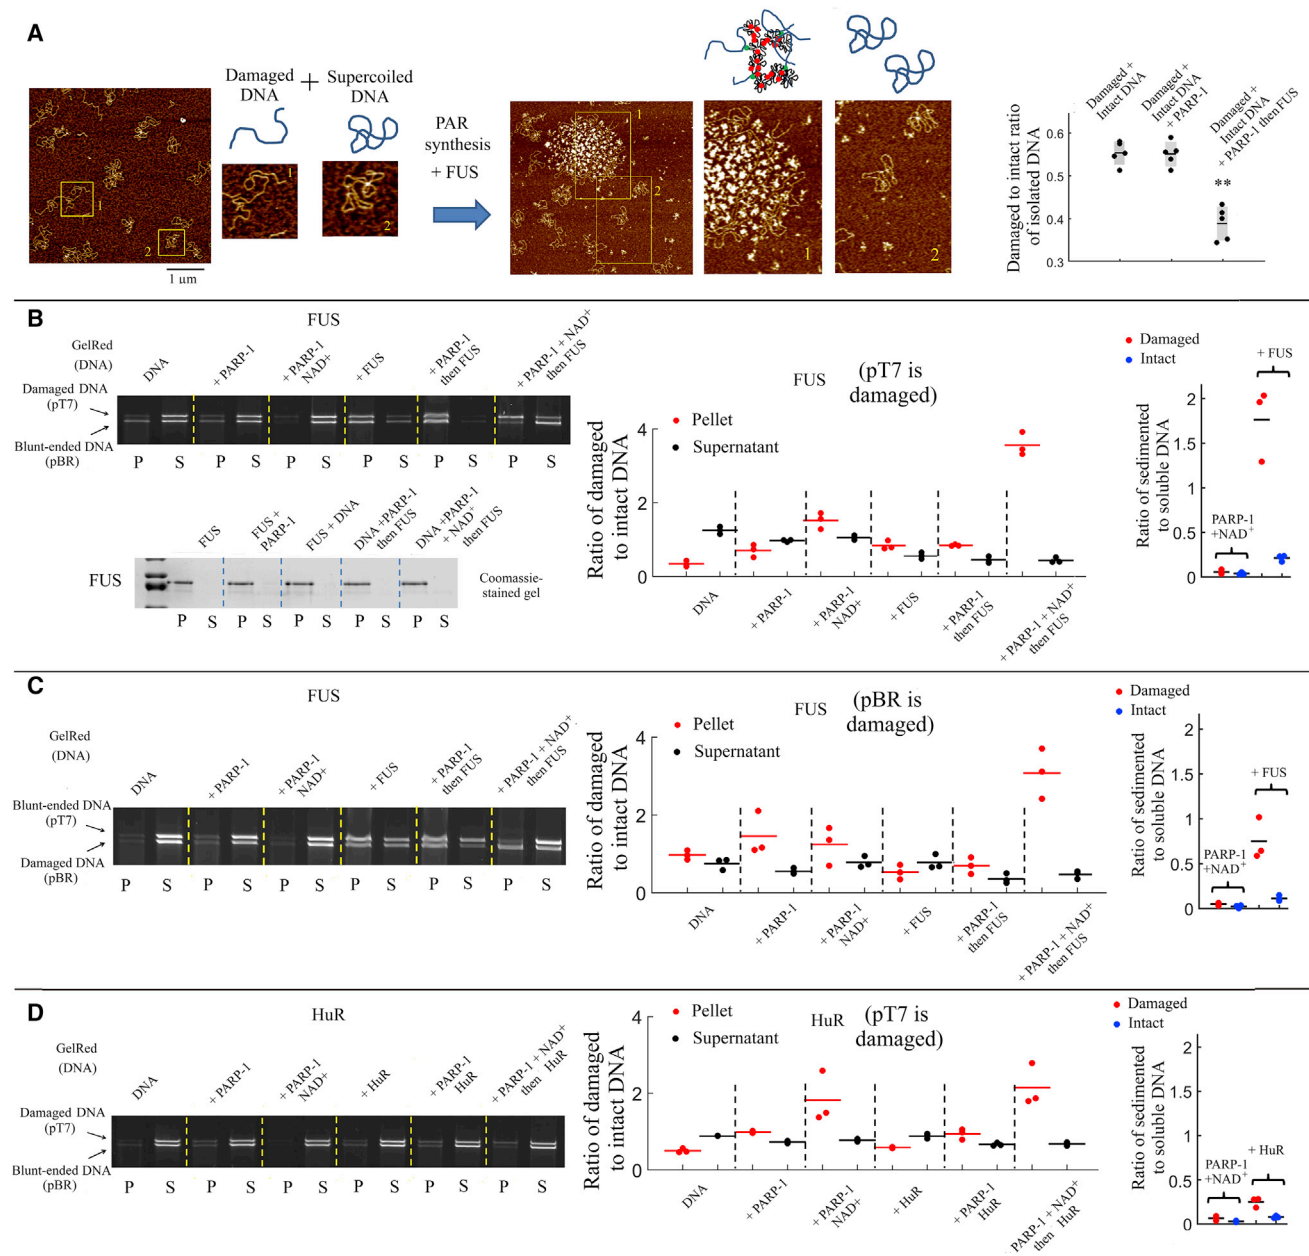 A
Damaged + Supercoiled
DNA DNA
1
2
1
2
1 μm
PAR
synthesis
+ FUS
1
2
1
2
Damaged to intact ratio
of isolated DNA
0.6
0.5
0.4
0.3
Damaged +
Intact DNA
Damaged +
Intact DNA
+ PARP-1
Damaged +
Intact DNA
+ PARP-1 then FUS
**
B
FUS
GelRed
(DNA)
DNA
+ PARP-1
+ PARP-1
NAD+
+ FUS
+ PARP-1
then FUS
+ PARP-1 + NAD+
then FUS
Damaged DNA
(pT7)
Blunt-ended DNA
(pBR)
P S P S P S P S P S P S
FUS
FUS +
PARP-1
FUS + DNA
DNA +PARP-1
then FUS
DNA +PARP-1
+ NAD+
then FUS
FUS
Coomassie-
stained gel
P S P S P S P S P S
FUS (pT7 is
damaged)
Pellet
Supernatant
Ratio of damaged
to intact DNA
4
2
0
DNA
+ PARP-1
+ PARP-1
NAD+
+ FUS
+ PARP-1
then FUS
+ PARP-1 + NAD+
then FUS
Damaged
Intact
+ FUS
Ratio of sedimented
to soluble DNA
2
1.5
1
0.5
0
PARP-1
+NAD+
C
FUS
GelRed
(DNA)
DNA
+ PARP-1
+ PARP-1
NAD+
+ FUS
+ PARP-1
then FUS
+ PARP-1 + NAD+
then FUS
Blunt-ended DNA
(pT7)
Damaged DNA
(pBR)
P S P S P S P S P S P S
FUS (pBR is
damaged)
Pellet
Supernatant
Ratio of damaged
to intact DNA
4
2
0
DNA
+ PARP-1
+ PARP-1
NAD+
+ FUS
+ PARP-1
then FUS
+ PARP-1 + NAD+
then FUS
Damaged
Intact
+ FUS
Ratio of sedimented
to soluble DNA
2
1.5
1
0.5
0
PARP-1
+NAD+
D
HuR
GelRed
(DNA)
DNA
+ PARP-1
+ PARP-1
NAD+
+ HuR
+ PARP-1
HuR
+ PARP-1 + NAD+
then HuR
Damaged DNA
(pT7)
Blunt-ended DNA
(pBR)
P S P S P S P S P S P S
HuR (pT7 is
damaged)
Pellet
Supernatant
Ratio of damaged
to intact DNA
4
2
0
DNA
+ PARP-1
+ PARP-1
NAD+
+ HuR
+ PARP-1
HuR
PARP-1 + NAD+
then HuR
Damaged
Intact
+ HuR
Ratio of sedimented
to soluble DNA
2
1.5
1
0.5
0
PARP-1
+NAD+